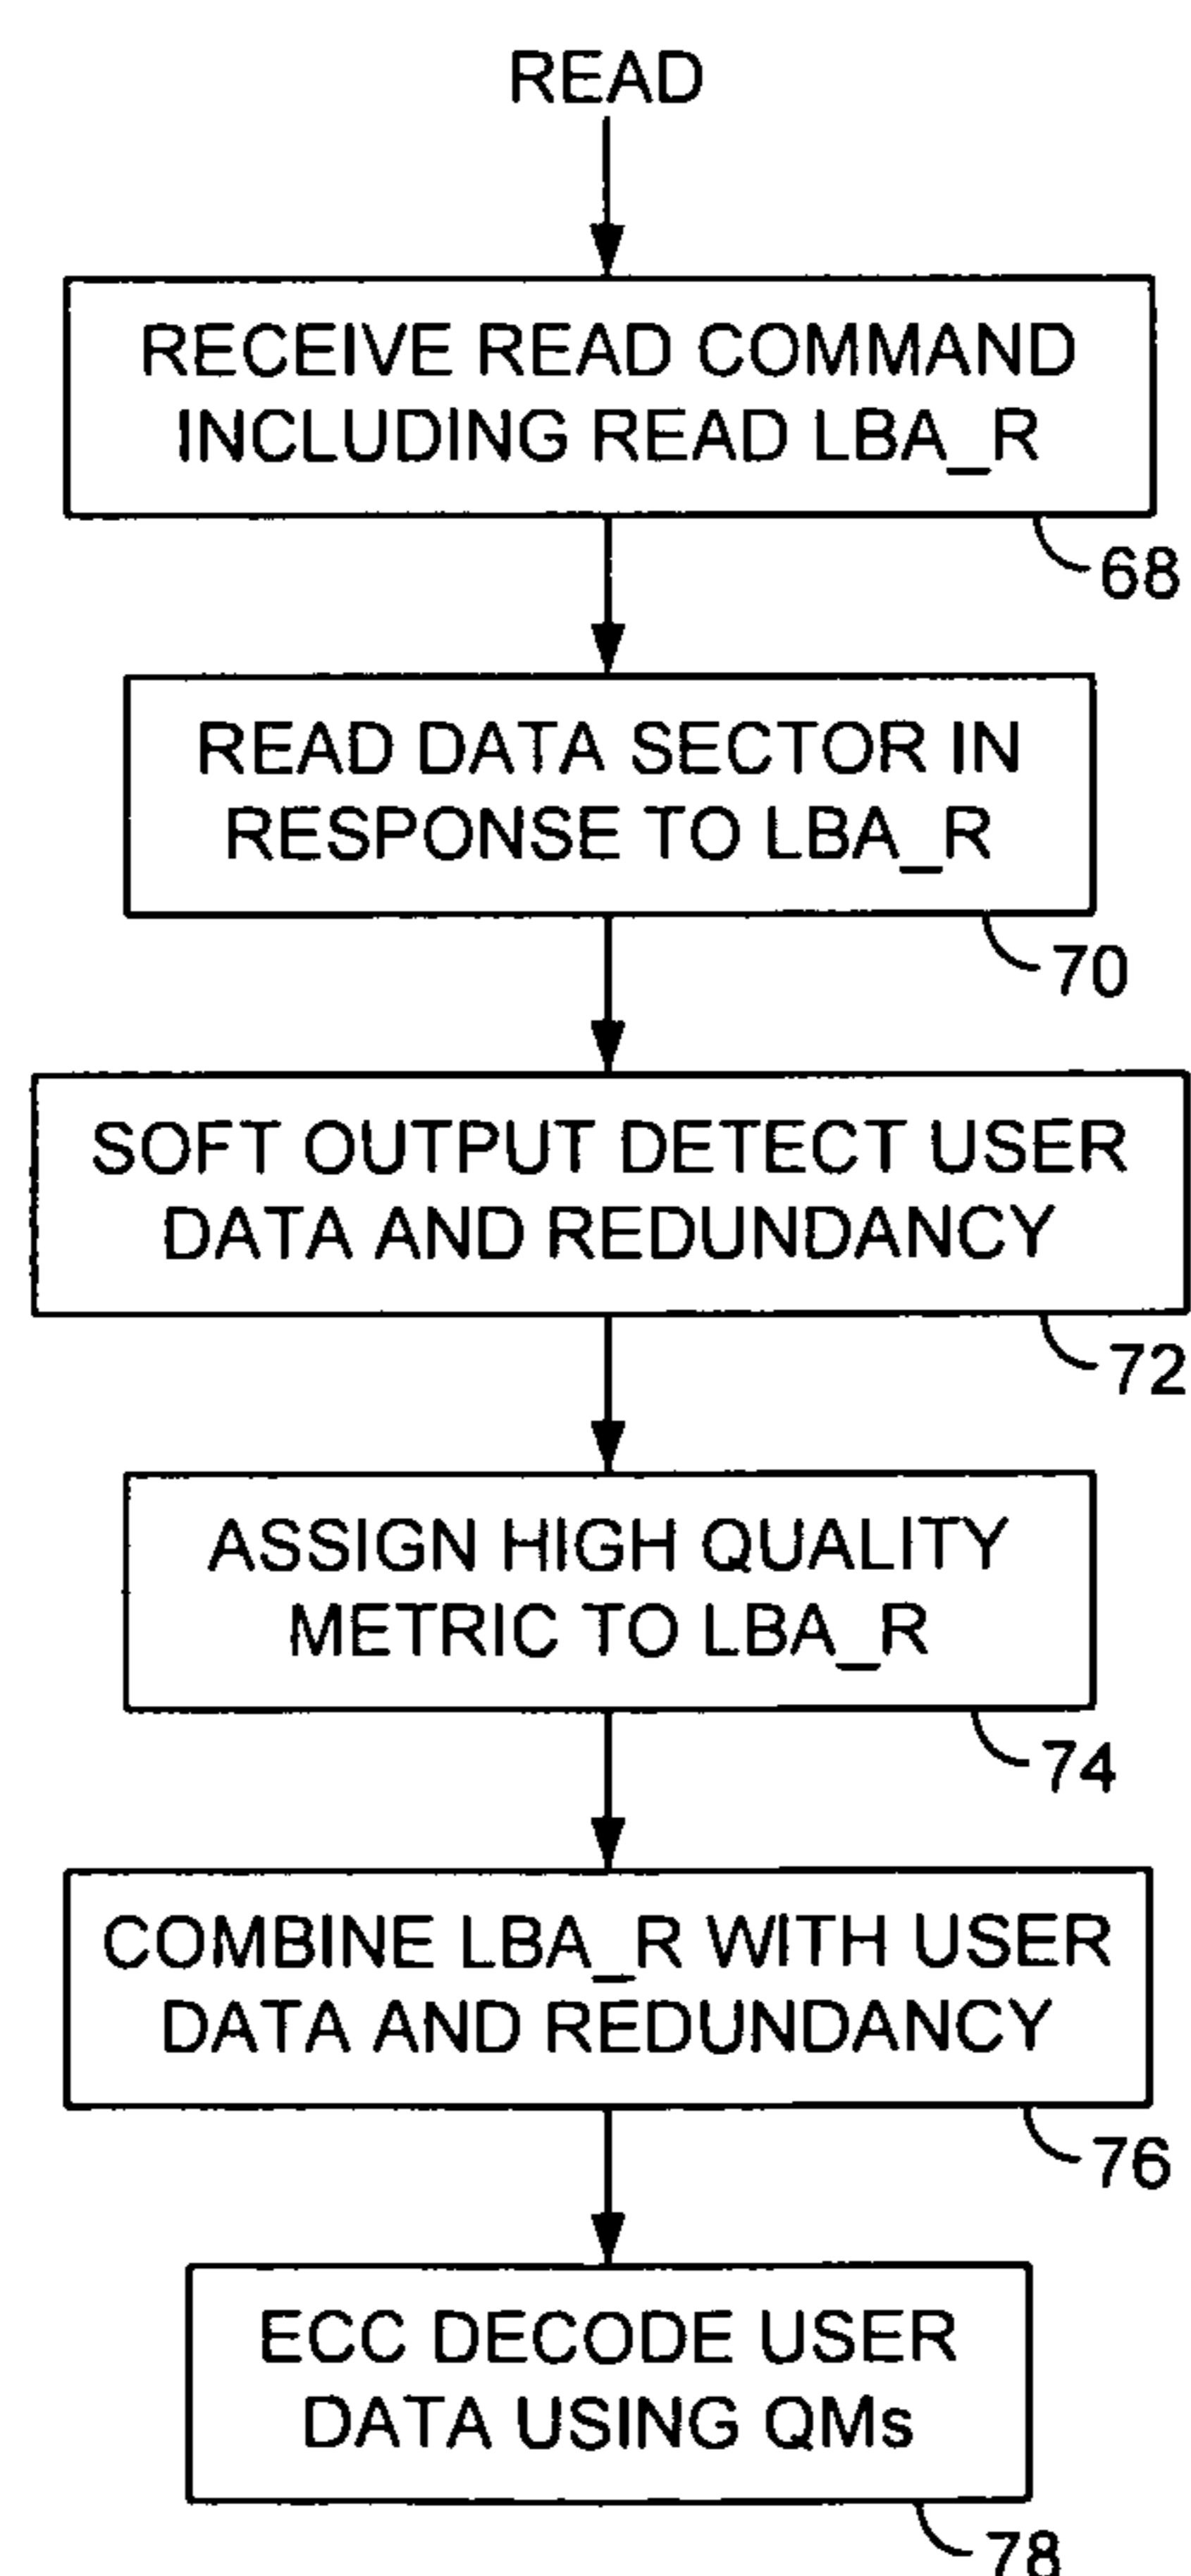 READ
RECEIVE READ COMMAND
INCLUDING READ LBA_R
68
READ DATA SECTOR IN
RESPONSE TO LBA_R
70
SOFT OUTPUT DETECT USER
DATA AND REDUNDANCY
72
ASSIGN HIGH QUALITY
METRIC TO LBA_R
74
COMBINE LBA_R WITH USER
DATA AND REDUNDANCY
76
ECC DECODE USER
DATA USING QMs
78